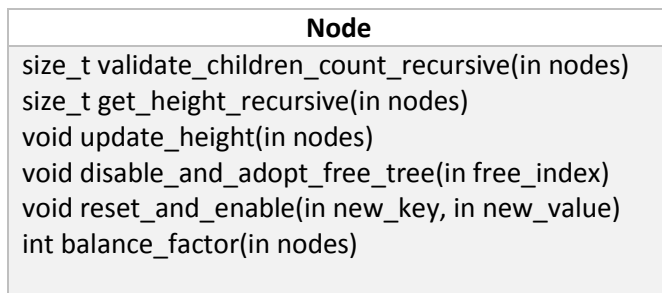 Node
size_t validate_children_count_recursive(in nodes)
size_t get_height_recursive(in nodes)
void update_height(in nodes)
void disable_and_adopt_free_tree(in free_index)
void reset_and_enable(in new_key, in new_value)
int balance_factor(in nodes)